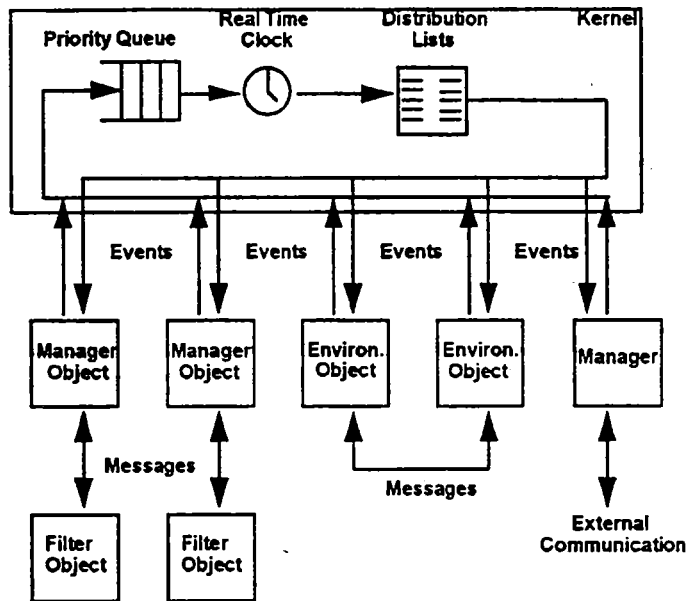 Priority Queue
Real Time
Clock
Distribution
Lists
Kernel
Events
Events
Events
Events
Manager
Object
Manager
Object
Environ.
Object
Environ.
Object
Manager
Messages
Messages
Filter
Object
Filter
Object
External
Communication